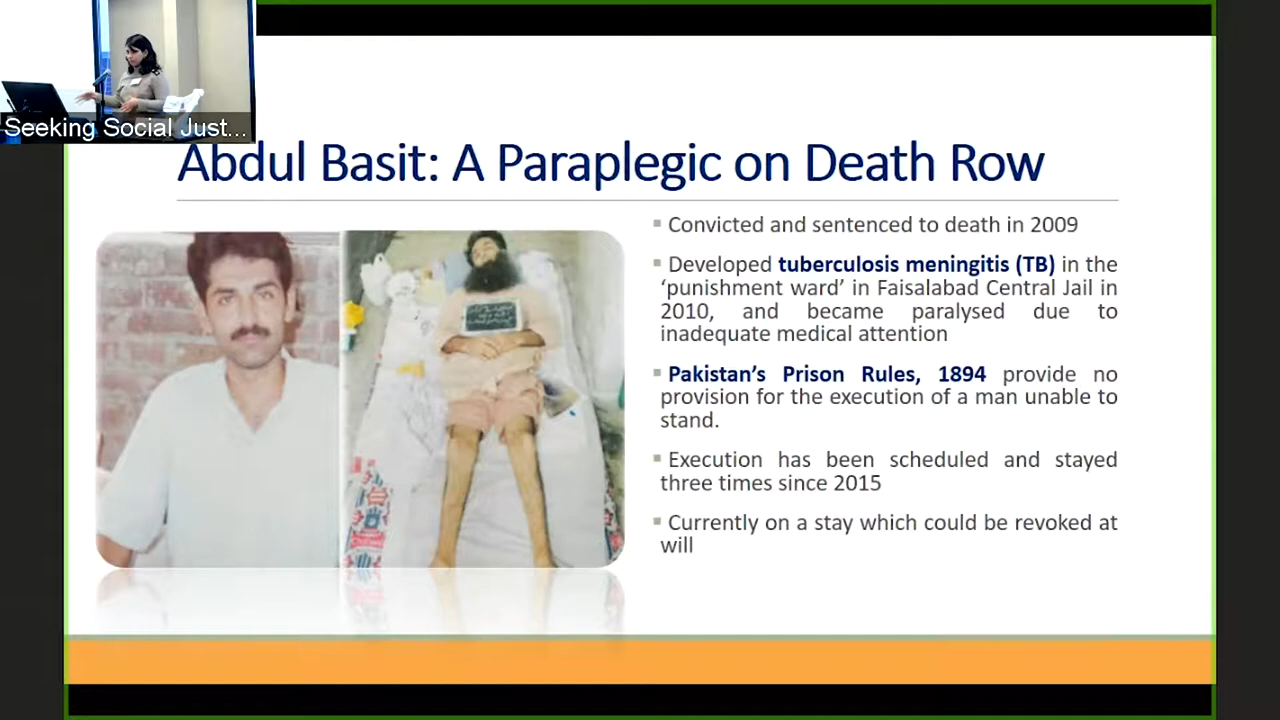 Seeking Social Just...
Abdul Basit: A Paraplegic on Death Row
▪ Convicted and sentenced to death in 2009
▪ Developed tuberculosis meningitis (TB) in the
‘punishment ward’ in Faisalabad Central Jail in
2010, and became paralysed due to
inadequate medical attention
▪ Pakistan’s Prison Rules, 1894 provide no
provision for the execution of a man unable to
stand.
▪ Execution has been scheduled and stayed
three times since 2015
▪ Currently on a stay which could be revoked at
will